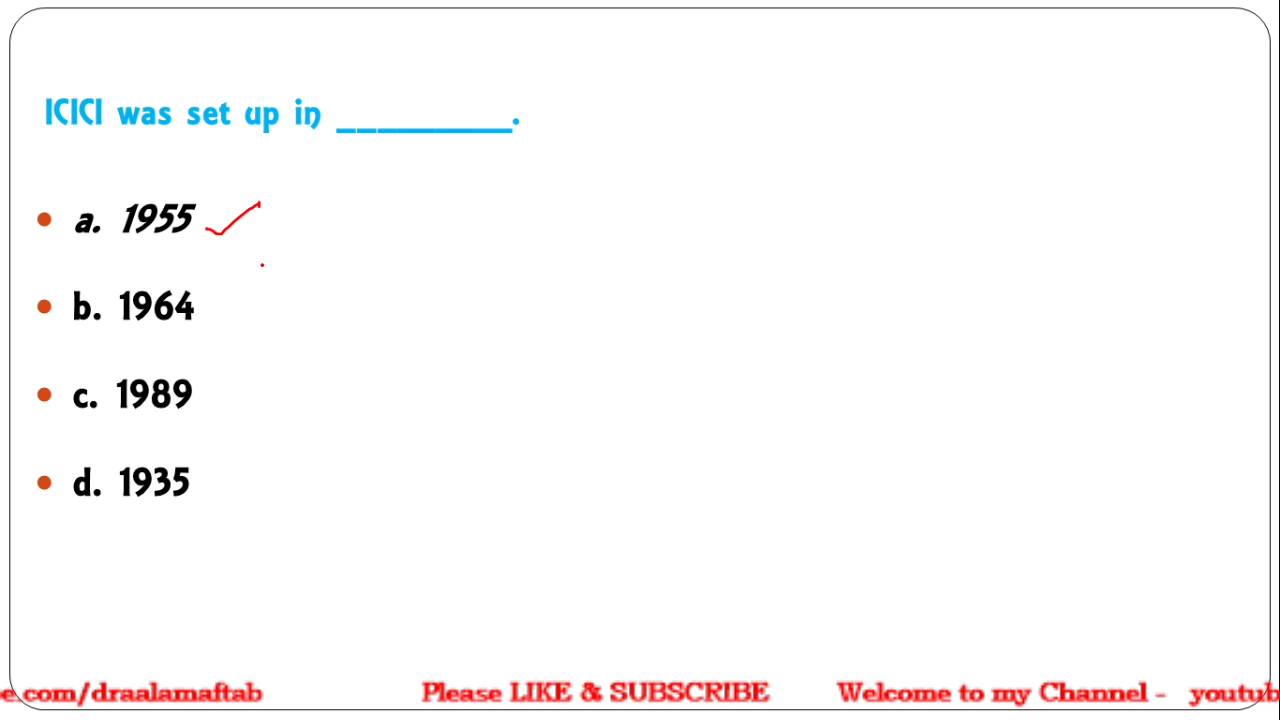 ICICI was set up in _________.
a. 1955
b. 1964
c. 1989
d. 1935
e.com/draalamaftab Please LIKE & SUBSCRIBE Welcome to my Channel - youtub